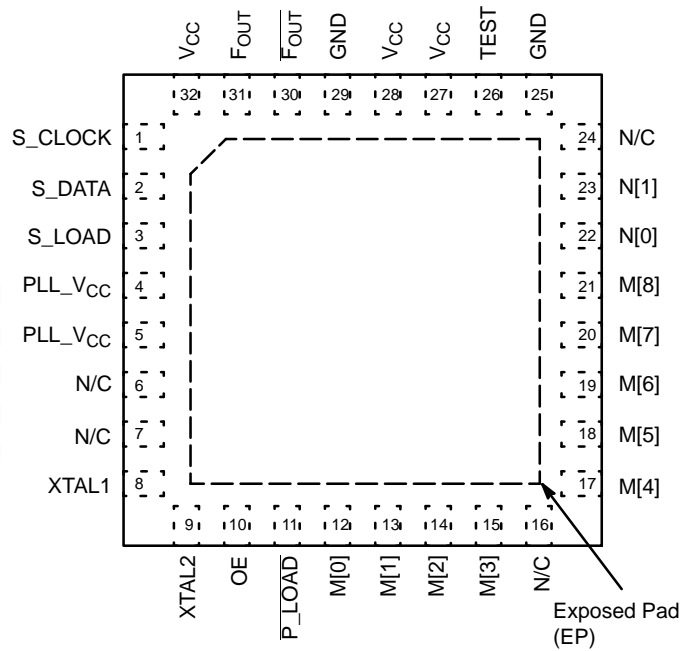 VCC
FOUT
FOUT
GND
VCC
VCC
TEST
GND
32
31
30
29
28
27
26
25
S_CLOCK 1
S_DATA 2
S_LOAD 3
PLL_VCC 4
PLL_VCC 5
N/C 6
N/C 7
XTAL1 8
24 N/C
23 N[1]
22 N[0]
21 M[8]
20 M[7]
19 M[6]
18 M[5]
17 M[4]
9
10
11
12
13
14
15
16
XTAL2
OE
P_LOAD
M[0]
M[1]
M[2]
M[3]
N/C
Exposed Pad
(EP)